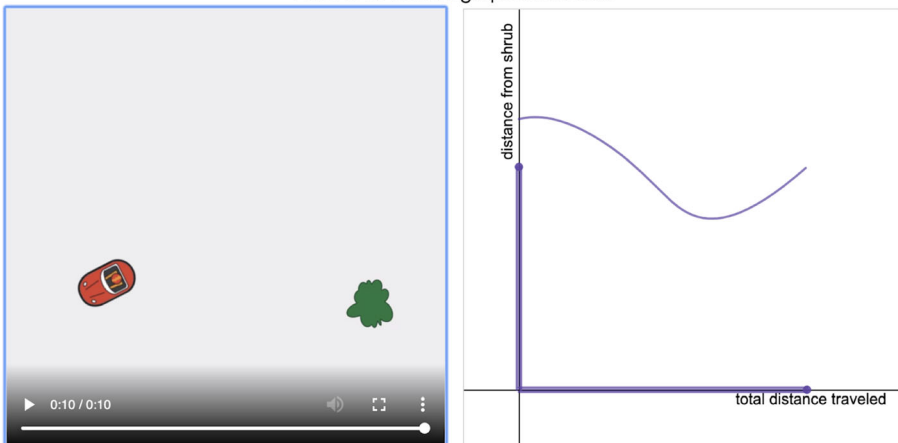 distance from shrub
0:10 / 0:10
total distance traveled